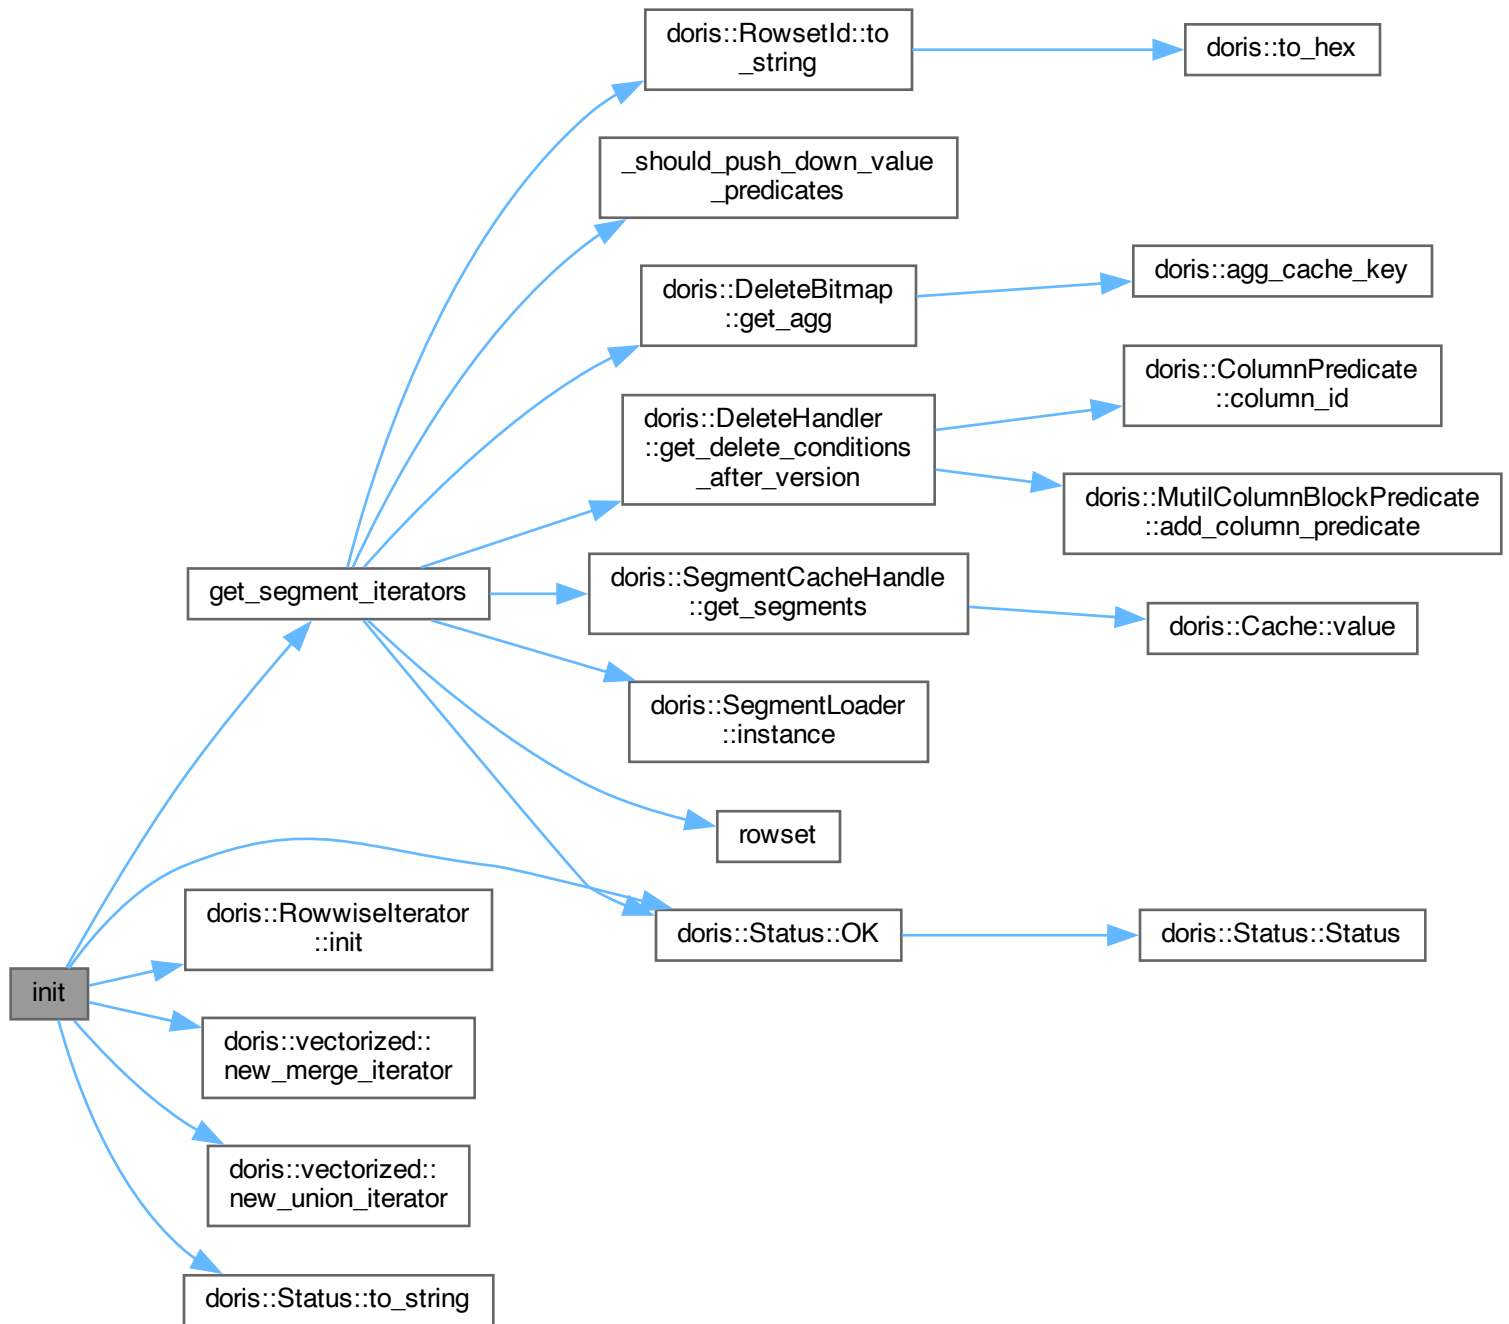 doris::RowsetId::to
_string
doris::to_hex
_should_push_down_value
_predicates
doris::DeleteBitmap
::get_agg
doris::agg_cache_key
doris::DeleteHandler
::get_delete_conditions
_after_version
doris::ColumnPredicate
::column_id
doris::MutilColumnBlockPredicate
::add_column_predicate
get_segment_iterators
doris::SegmentCacheHandle
::get_segments
doris::Cache::value
doris::SegmentLoader
::instance
rowset
doris::RowwiseIterator
::init
doris::Status::OK
doris::Status::Status
init
doris::vectorized::
new_merge_iterator
doris::vectorized::
new_union_iterator
doris::Status::to_string